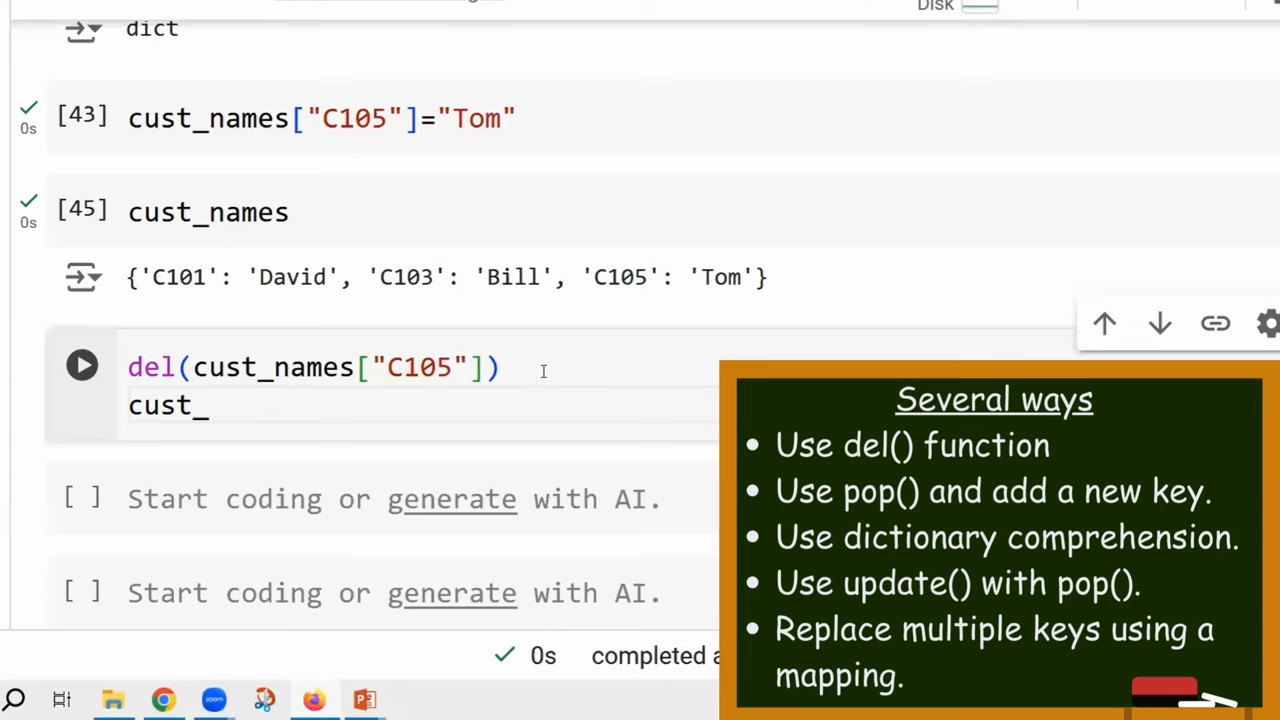 Disk
dict
[43] cust_names["C105"]="Tom"
0s
[45] cust_names
0s
{'C101': 'David', 'C103': 'Bill', 'C105': 'Tom'}
del(cust_names["C105"])
cust_
[ ] Start coding or generate with AI.
[ ] Start coding or generate with AI.
0s completed a
Several ways
• Use del() function
• Use pop() and add a new key.
• Use dictionary comprehension.
• Use update() with pop().
• Replace multiple keys using a
mapping.
zoom